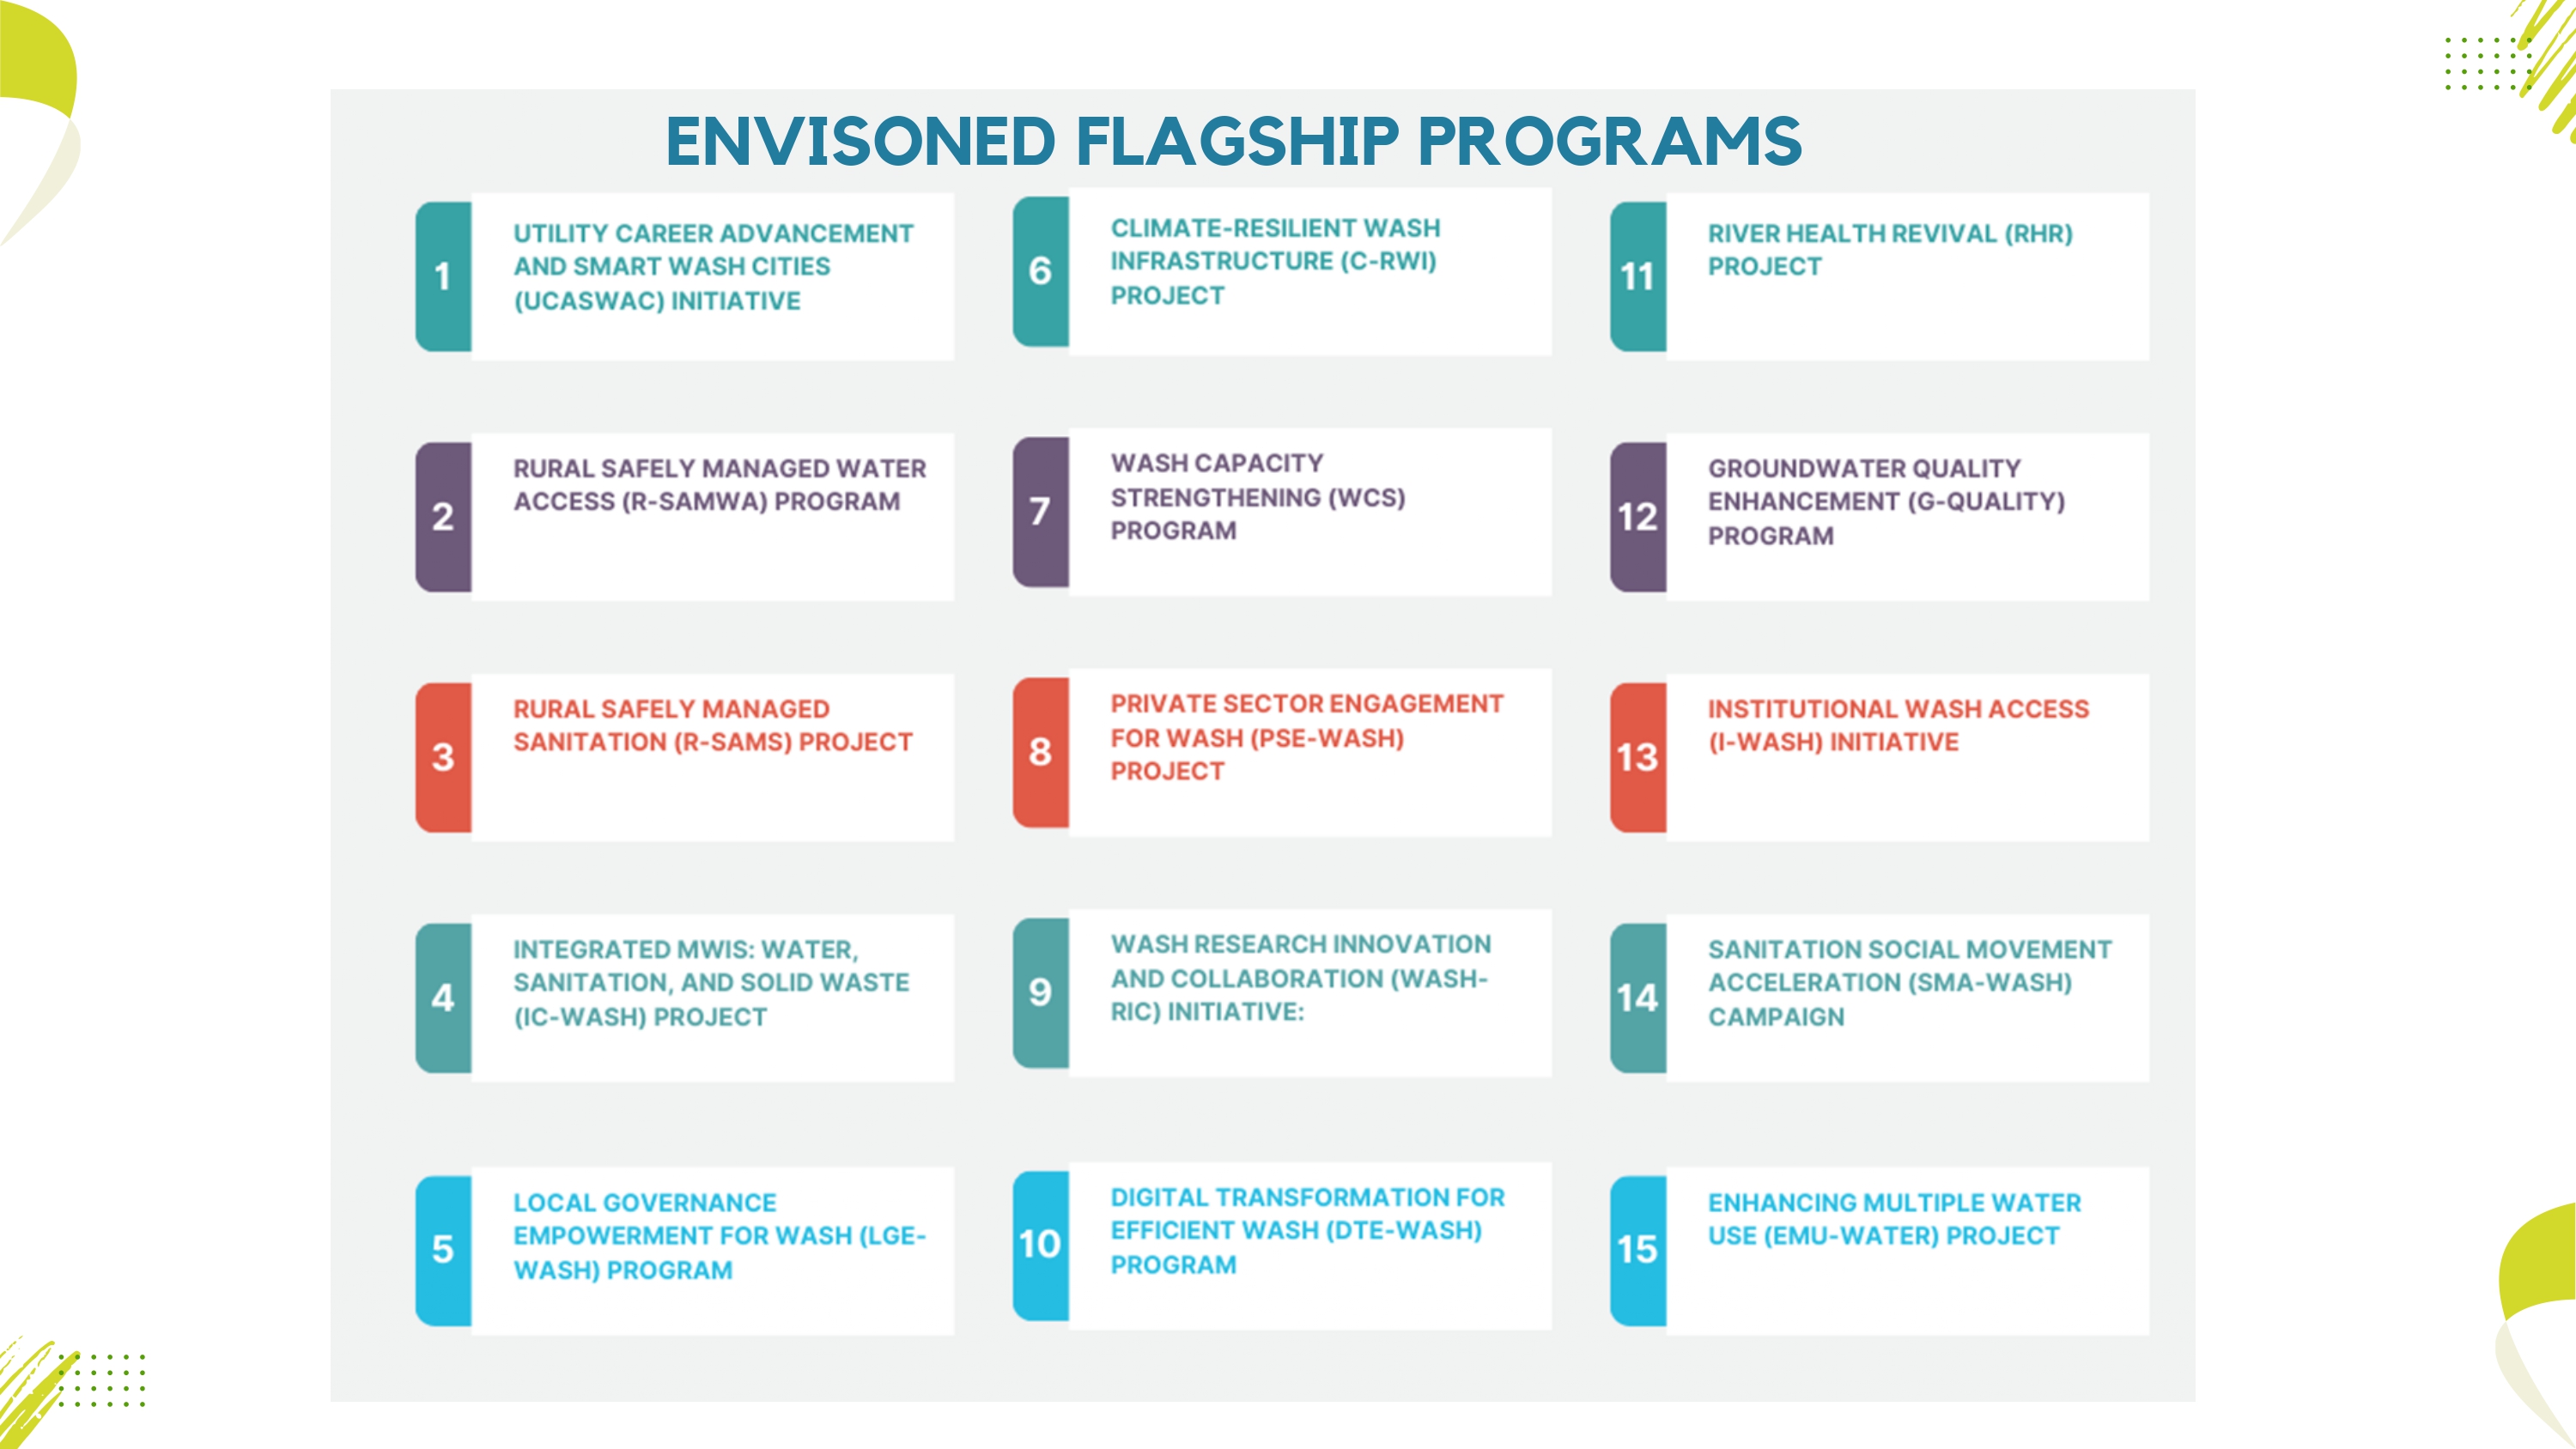 ENVISONED FLAGSHIP PROGRAMS
1
UTILITY CAREER ADVANCEMENT
AND SMART WASH CITIES
(UCASWAC) INITIATIVE
2
RURAL SAFELY MANAGED WATER
ACCESS (R-SAMWA) PROGRAM
3
RURAL SAFELY MANAGED
SANITATION (R-SAMS) PROJECT
4
INTEGRATED MWIS: WATER,
SANITATION, AND SOLID WASTE
(IC-WASH) PROJECT
5
LOCAL GOVERNANCE
EMPOWERMENT FOR WASH (LGE-
WASH) PROGRAM
6
CLIMATE-RESILIENT WASH
INFRASTRUCTURE (C-RWI)
PROJECT
7
WASH CAPACITY
STRENGTHENING (WCS)
PROGRAM
8
PRIVATE SECTOR ENGAGEMENT
FOR WASH (PSE-WASH)
PROJECT
9
WASH RESEARCH INNOVATION
AND COLLABORATION (WASH-
RIC) INITIATIVE:
10
DIGITAL TRANSFORMATION FOR
EFFICIENT WASH (DTE-WASH)
PROGRAM
11
RIVER HEALTH REVIVAL (RHR)
PROJECT
12
GROUNDWATER QUALITY
ENHANCEMENT (G-QUALITY)
PROGRAM
13
INSTITUTIONAL WASH ACCESS
(I-WASH) INITIATIVE
14
SANITATION SOCIAL MOVEMENT
ACCELERATION (SMA-WASH)
CAMPAIGN
15
ENHANCING MULTIPLE WATER
USE (EMU-WATER) PROJECT